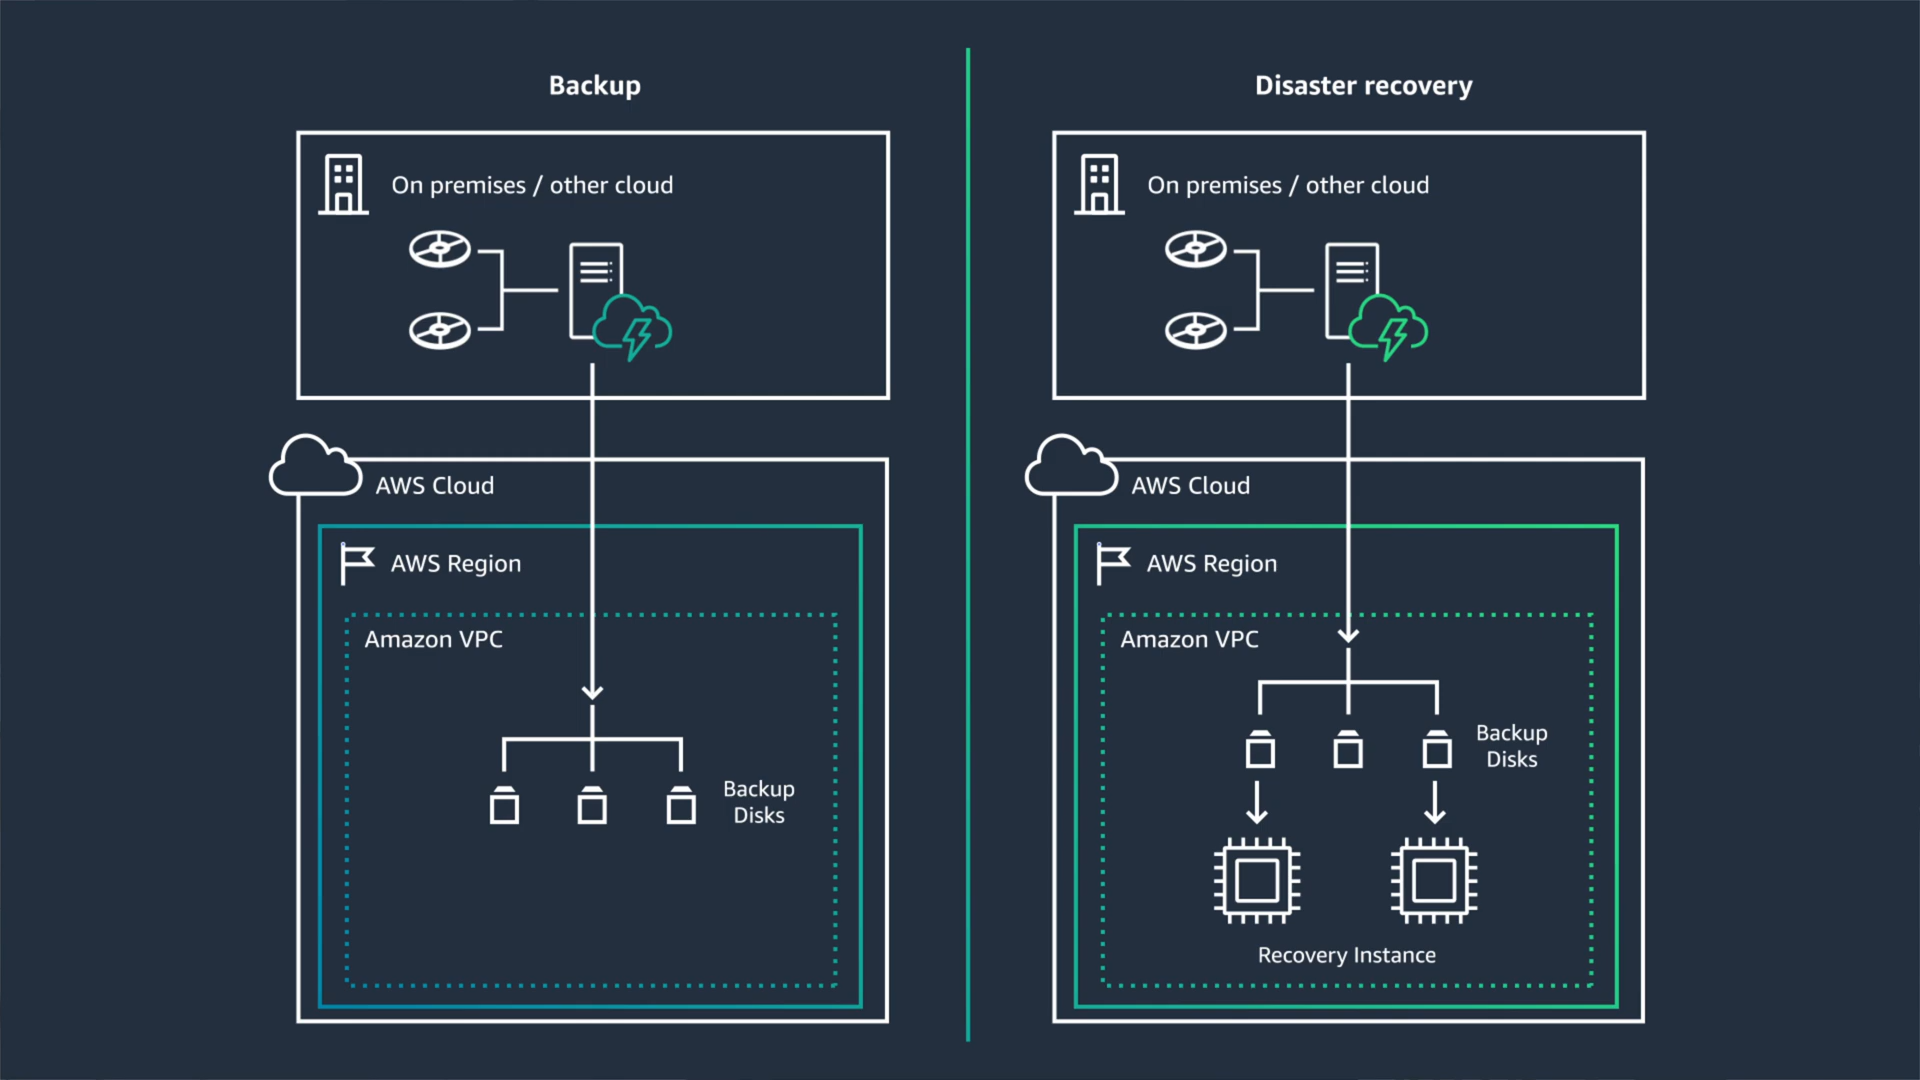 Backup
On premises / other cloud
AWS Cloud
AWS Region
Amazon VPC
Backup
Disks
Disaster recovery
On premises / other cloud
AWS Cloud
AWS Region
Amazon VPC
Backup
Disks
Recovery Instance